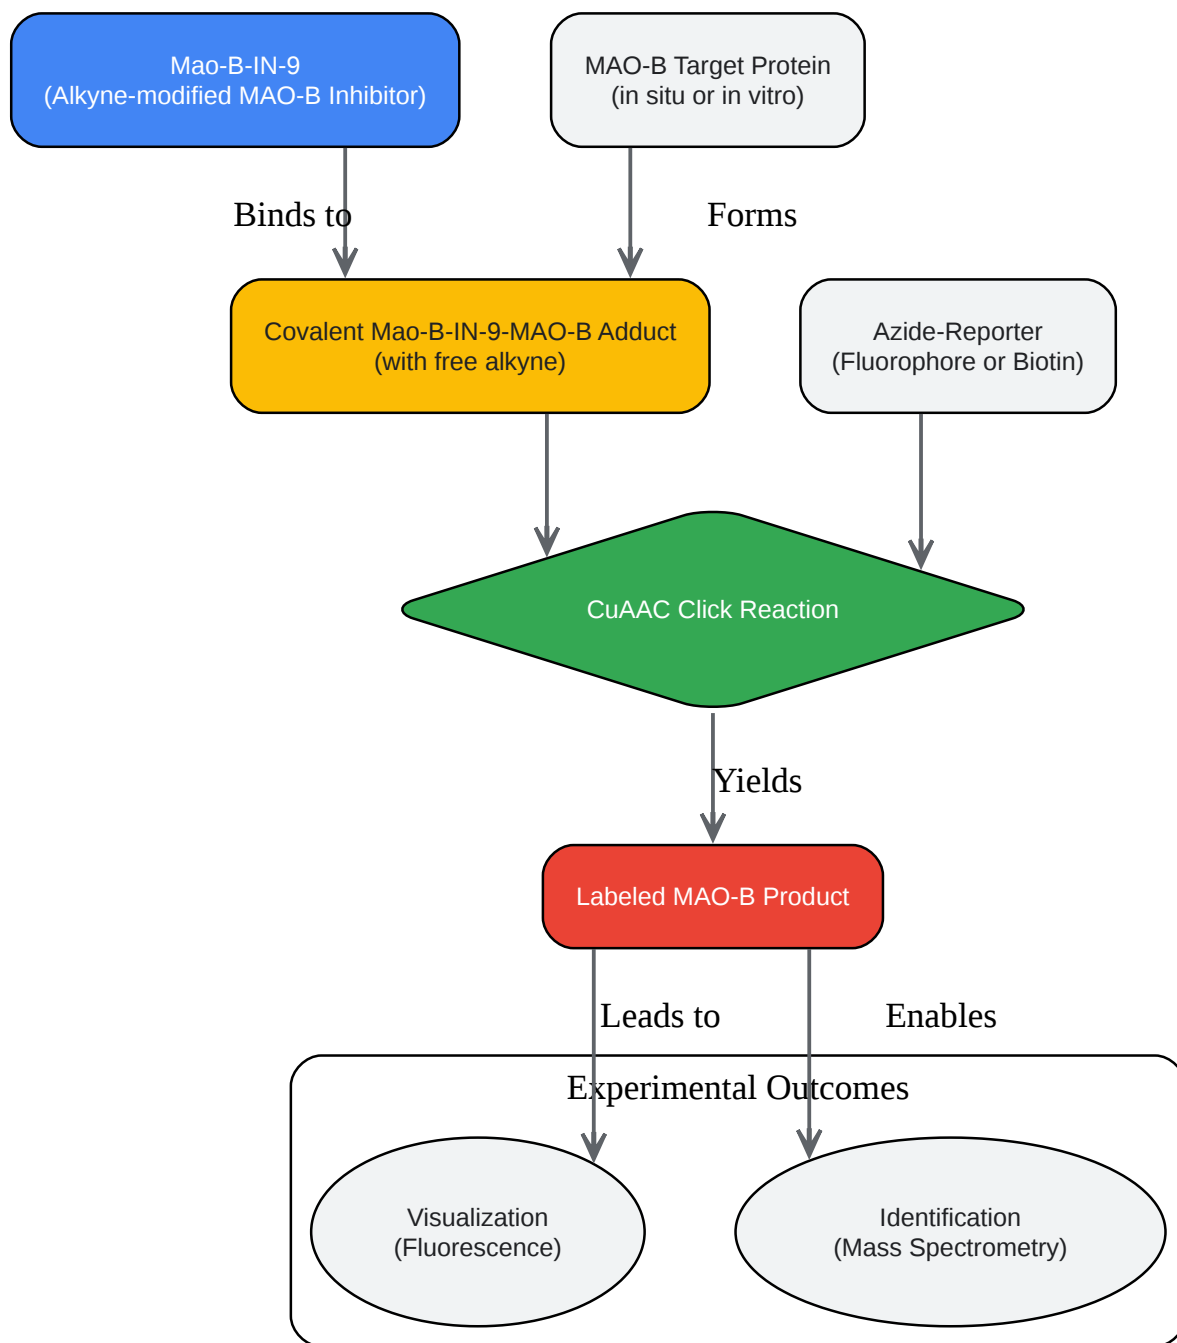 Mao-B-IN-9
(Alkyne-modified MAO-B Inhibitor)
MAO-B Target Protein
(in situ or in vitro)
Binds to
Forms
Covalent Mao-B-IN-9-MAO-B Adduct
(with free alkyne)
Azide-Reporter
(Fluorophore or Biotin)
CuAAC Click Reaction
Yields
Labeled MAO-B Product
Leads to
Enables
Experimental Outcomes
Visualization
(Fluorescence)
Identification
(Mass Spectrometry)